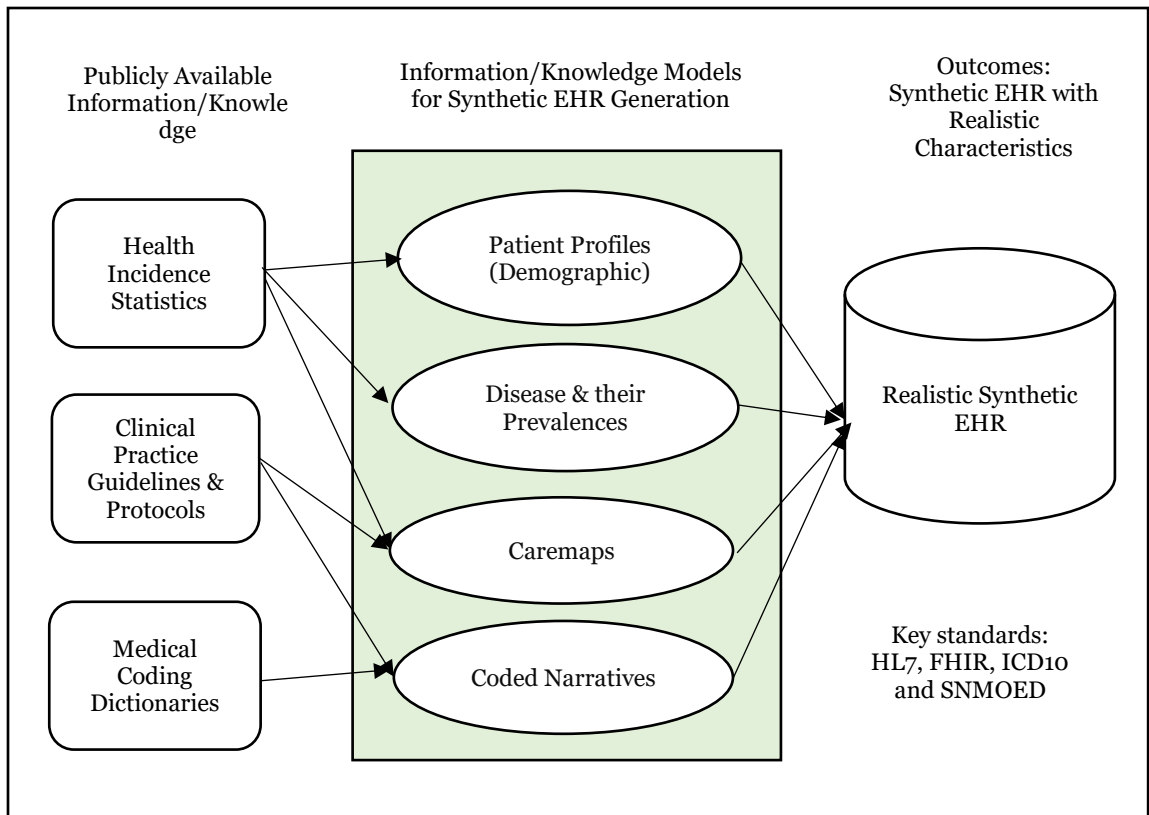 Publicly Available
Information/Knowle
dge
Information/Knowledge Models
for Synthetic EHR Generation
Outcomes:
Synthetic EHR with
Realistic
Characteristics
Health
Incidence
Statistics
Clinical
Practice
Guidelines &
Protocols
Medical
Coding
Dictionaries
Patient Profiles
(Demographic)
Disease & their
Prevalences
Caremaps
Coded Narratives
Realistic Synthetic
EHR
Key standards:
HL7, FHIR, ICD10
and SNMOED